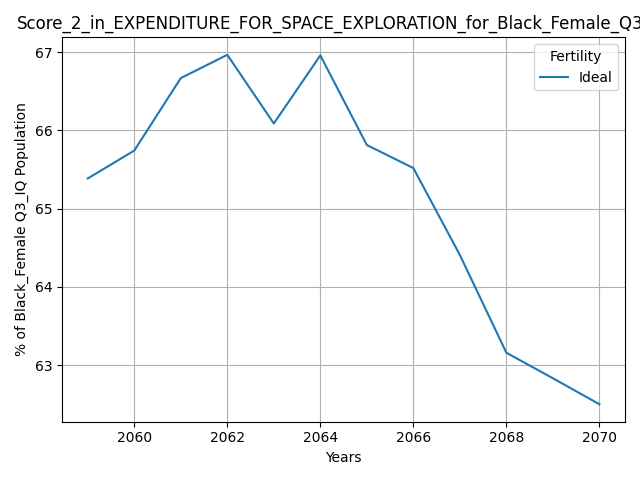 Score_2_in_EXPENDITURE_FOR_SPACE_EXPLORATION_for_Black_Female_Q3
67
66
65
64
63
% of Black_Female Q3_IQ Population
Fertility
Ideal
2060 2062 2064 2066 2068 2070
Years